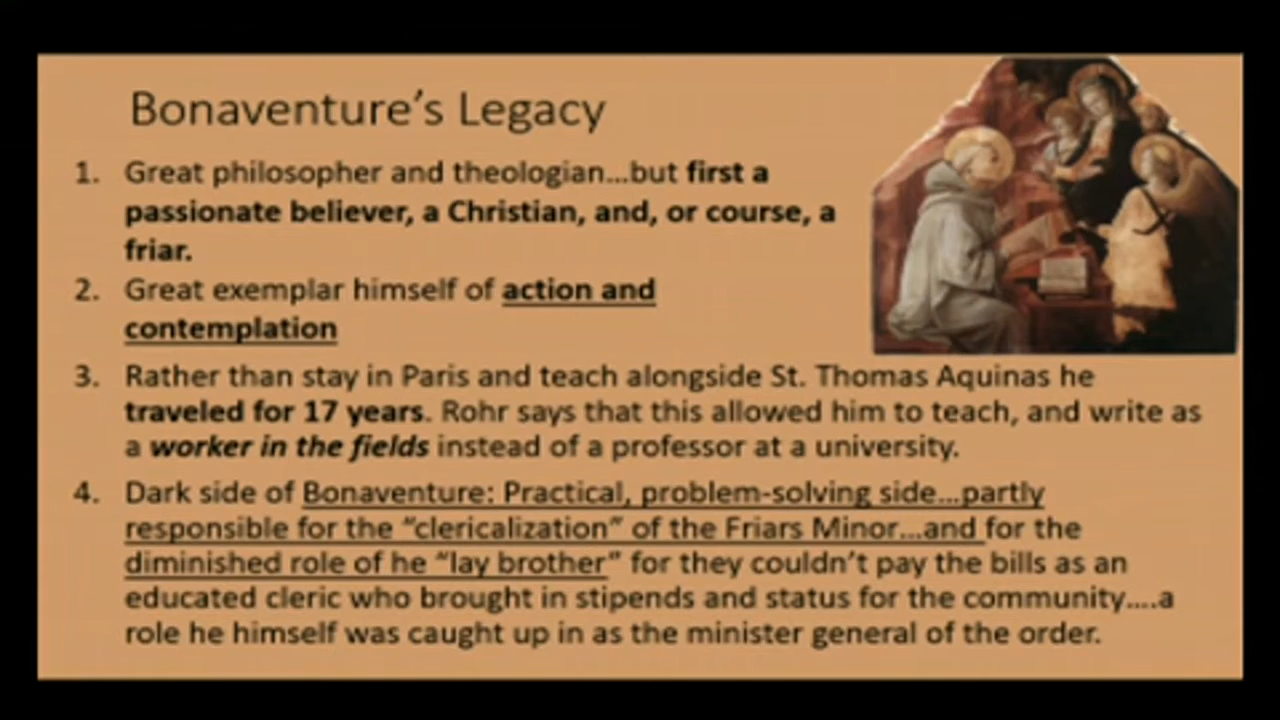 Bonaventure's Legacy
1. Great philosopher and theologian...but first a
passionate believer, a Christian, and, or course, a
friar.
2. Great exemplar himself of action and
contemplation
3. Rather than stay in Paris and teach alongside St. Thomas Aquinas he
traveled for 17 years. Rohr says that this allowed him to teach, and write as
a worker in the fields instead of a professor at a university.
4. Dark side of Bonaventure: Practical, problem-solving side...partly
responsible for the "clericalization" of the Friars Minor...and for the
diminished role of he "lay brother" for they couldn't pay the bills as an
educated cleric who brought in stipends and status for the community....a
role he himself was caught up in as the minister general of the order.